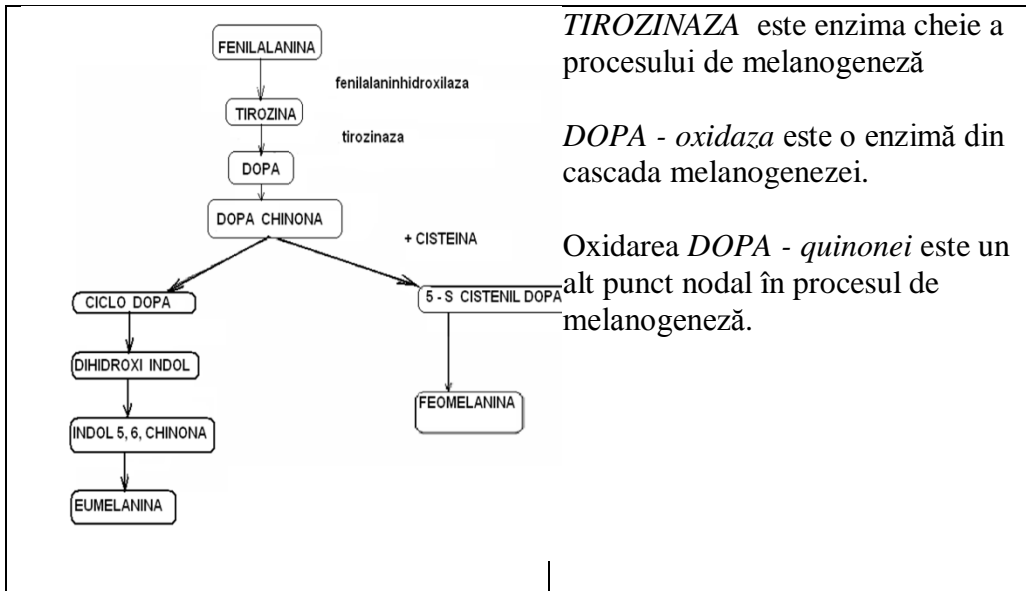 FENILALANINA
fenilalaninhidroxilaza
TIROZINA
tirozinaza
DOPA
DOPA CHINONA
+ CISTEINA
CICLO DOPA
5 - S CISTENIL DOPA
DIHIDROXI INDOL
FEOMELANINA
INDOL 5, 6, CHINONA
EUMELANINA
TIROZINAZA este enzima cheie a
procesului de melanogeneză
DOPA - oxidaza este o enzimă din
cascada melanogenezei.
Oxidarea DOPA - quinonei este un
alt punct nodal în procesul de
melanogeneză.